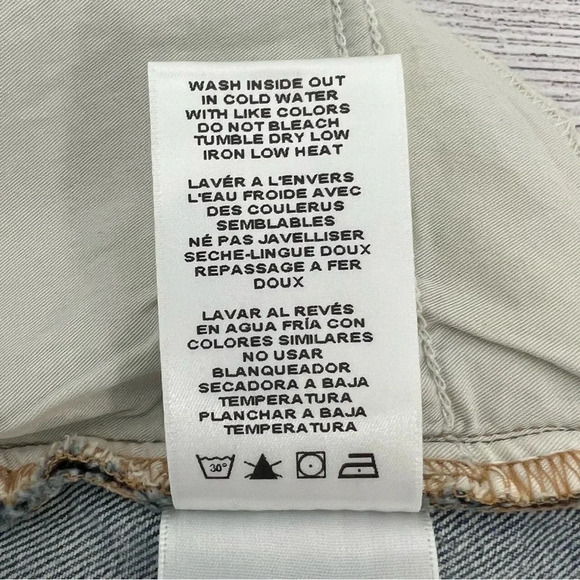 WASH INSIDE OUT
IN COLD WATER
WITH LIKE COLORS
DO NOT BLEACH
TUMBLE DRY LOW
IRON LOW HEAT
LAVÉR A L'ENVERS
L'EAU FROIDE AVEC
DES COULERUS
SEMBLABLES
NÉ PAS JAVELLISER
SECHE-LINGUE DOUX
REPASSAGE A FER
DOUX
LAVAR AL REVÉS
EN AGUA FRÍA CON
COLORES SIMILARES
NO USAR
BLANQUEADOR
SECADORA A BAJA
TEMPERATURA
PLANCHAR A BAJA
TEMPERATURA
30°